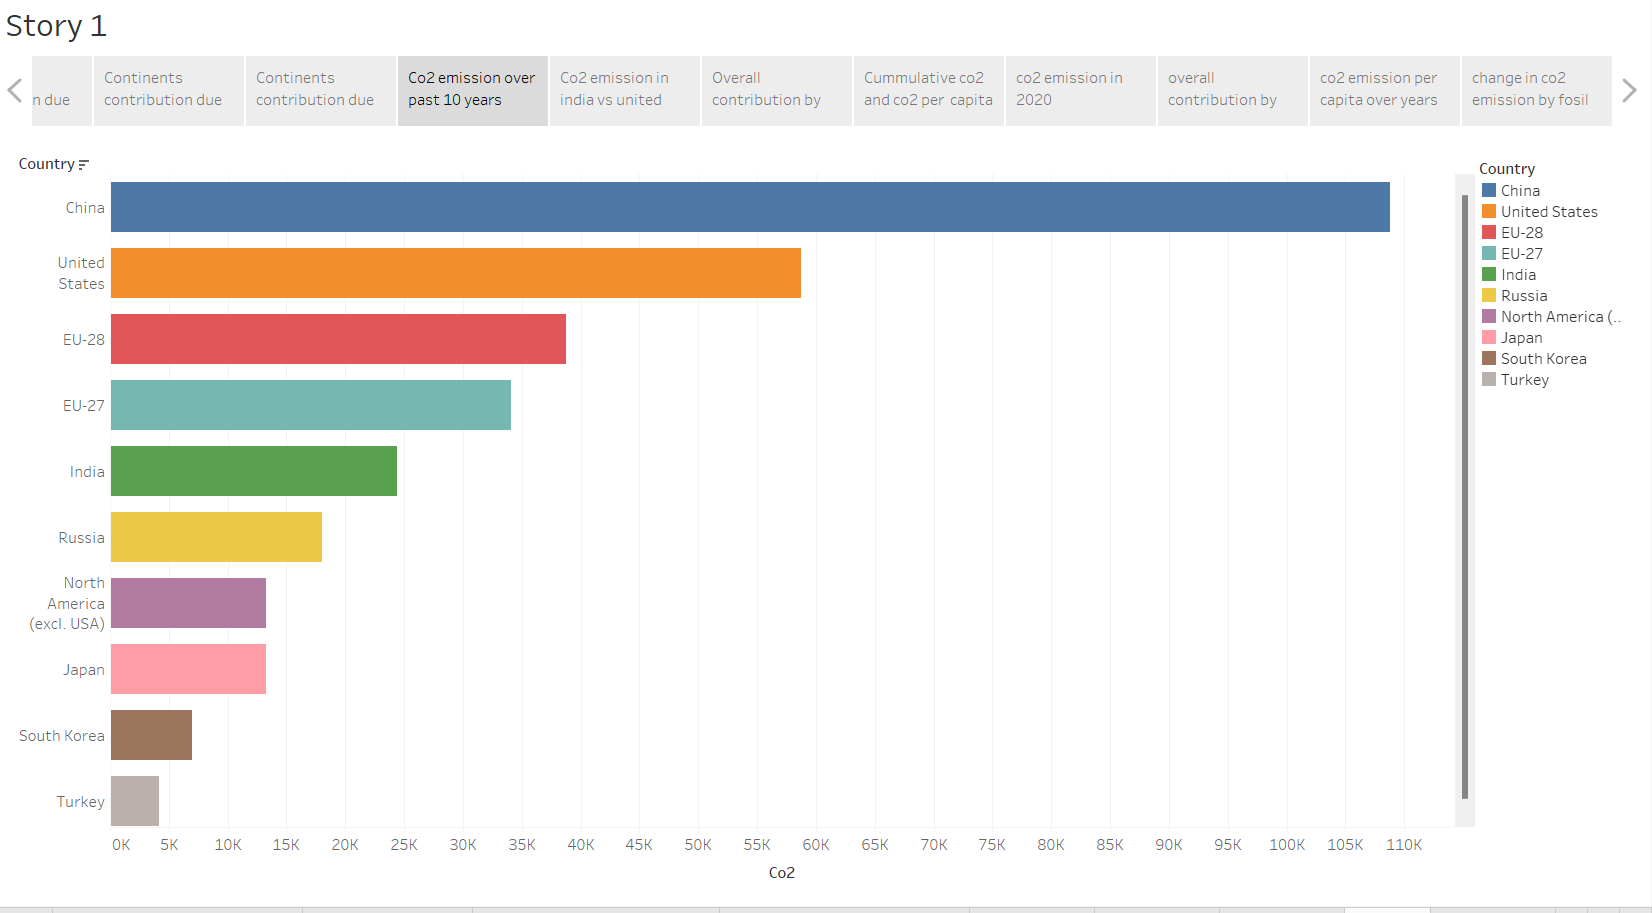 Story 1
n due
Continents
contribution due
Continents
contribution due
Co2 emission over
past 10 years
Co2 emission in
india vs united
Overall
contribution by
Cummulative co2
and co2 per capita
co2 emission in
2020
overall
contribution by
co2 emission per
capita over years
change in co2
emission by fosil
Country
China
United
States
EU-28
EU-27
India
Russia
North
America
(excl. USA)
Japan
South Korea
Turkey
0K 5K 10K 15K 20K 25K 30K 35K 40K 45K 50K 55K 60K 65K 70K 75K 80K 85K 90K 95K 100K 105K 110K
Co2
Country
China
United States
EU-28
EU-27
India
Russia
North America (..
Japan
South Korea
Turkey